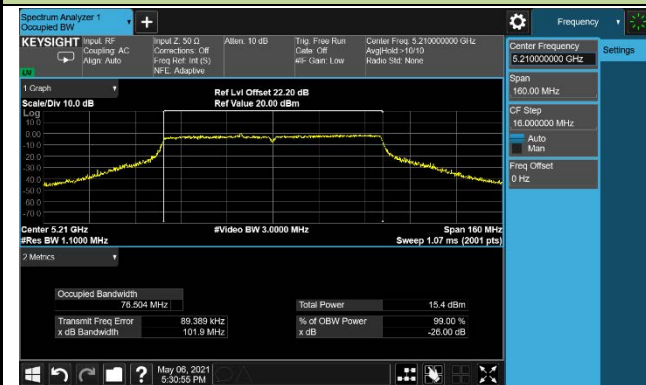 Spectrum Analyzer 1
Occupied BW
Frequency
KEYSIGHT
Input: RF
Coupling: AC
Align: Auto
Input Z: 50 Ω
Corrections: Off
Freq Ref: Int (S)
NFE: Adaptive
Atten: 10 dB
Trig: Free Run
Gate: Off
#IF Gain: Low
Center Freq: 5.210000000 GHz
Avg|Hold:>10/10
Radio Std: None
1 Graph
Scale/Div 10.0 dB
Ref Lvl Offset 22.20 dB
Ref Value 20.00 dBm
Log
10.0
0.00
-10.0
-20.0
-30.0
-40.0
-50.0
-60.0
-70.0
Center 5.21 GHz
#Video BW 3.0000 MHz
Span 160 MHz
#Res BW 1.1000 MHz
Sweep 1.07 ms (2001 pts)
2 Metrics
Occupied Bandwidth
76.504 MHz
Total Power
15.4 dBm
Transmit Freq Error
89.389 kHz
% of OBW Power
99.00 %
x dB Bandwidth
101.9 MHz
x dB
-26.00 dB
May 06, 2021
5:30:55 PM
Center Frequency
5.210000000 GHz
Settings
Span
160.00 MHz
CF Step
16.000000 MHz
Auto
Man
Freq Offset
0 Hz